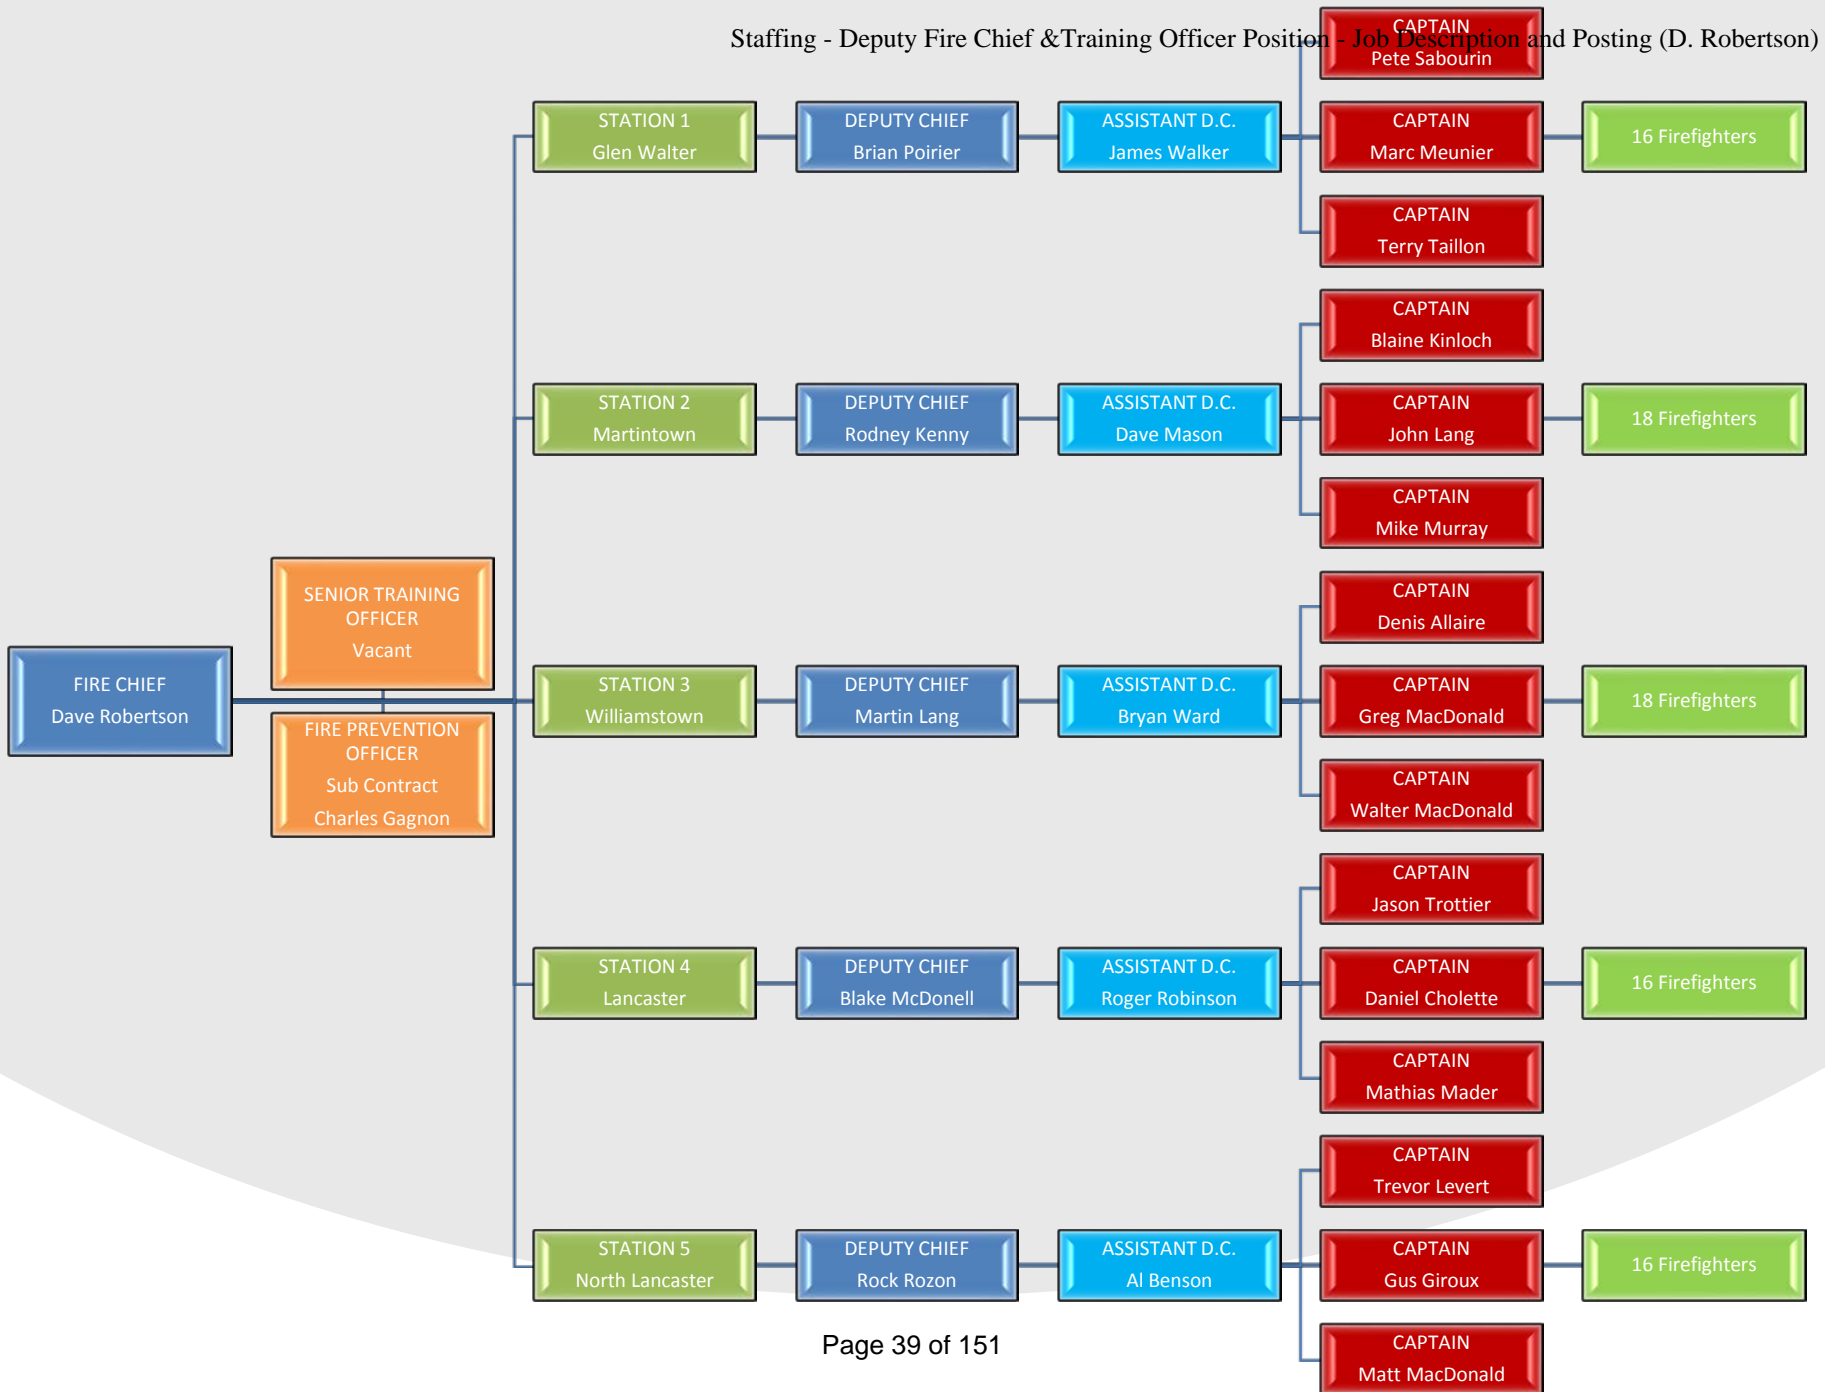 Staffing - Deputy Fire Chief &Training Officer Position - Job Description and Posting (D. Robertson)
FIRE CHIEF
Dave Robertson
SENIOR TRAINING
OFFICER
Vacant
FIRE PREVENTION
OFFICER
Sub Contract
Charles Gagnon
STATION 1
Glen Walter
DEPUTY CHIEF
Brian Poirier
ASSISTANT D.C.
James Walker
CAPTAIN
Pete Sabourin
CAPTAIN
Marc Meunier
CAPTAIN
Terry Taillon
16 Firefighters
STATION 2
Martintown
DEPUTY CHIEF
Rodney Kenny
ASSISTANT D.C.
Dave Mason
CAPTAIN
Blaine Kinloch
CAPTAIN
John Lang
CAPTAIN
Mike Murray
18 Firefighters
STATION 3
Williamstown
DEPUTY CHIEF
Martin Lang
ASSISTANT D.C.
Bryan Ward
CAPTAIN
Denis Allaire
CAPTAIN
Greg MacDonald
CAPTAIN
Walter MacDonald
18 Firefighters
STATION 4
Lancaster
DEPUTY CHIEF
Blake McDonell
ASSISTANT D.C.
Roger Robinson
CAPTAIN
Jason Trottier
CAPTAIN
Daniel Cholette
CAPTAIN
Mathias Mader
16 Firefighters
STATION 5
North Lancaster
DEPUTY CHIEF
Rock Rozon
ASSISTANT D.C.
Al Benson
CAPTAIN
Trevor Levert
CAPTAIN
Gus Giroux
CAPTAIN
Matt MacDonald
16 Firefighters
Page 39 of 151